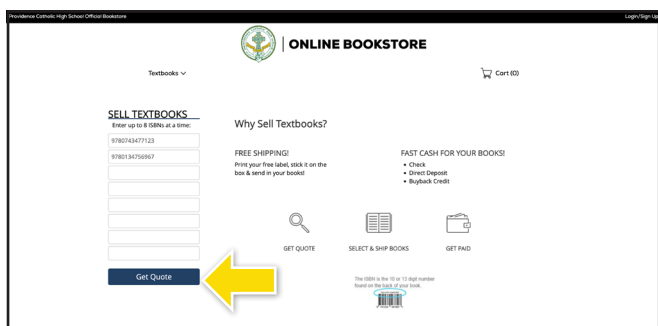 Providence Catholic High School Official Bookstore
Login/Sign Up
ONLINE BOOKSTORE
Textbooks
Cart (0)
SELL TEXTBOOKS
Enter up to 8 ISBNs at a time:
9780743477123
9780134756967
Get Quote
Why Sell Textbooks?
FREE SHIPPING!
Print your free label, stick it on the
box & send in your books!
FAST CASH FOR YOUR BOOKS!
• Check
• Direct Deposit
• Buyback Credit
GET QUOTE
SELECT & SHIP BOOKS
GET PAID
The ISBN is the 10 or 13 digit number
found on the back of your book.